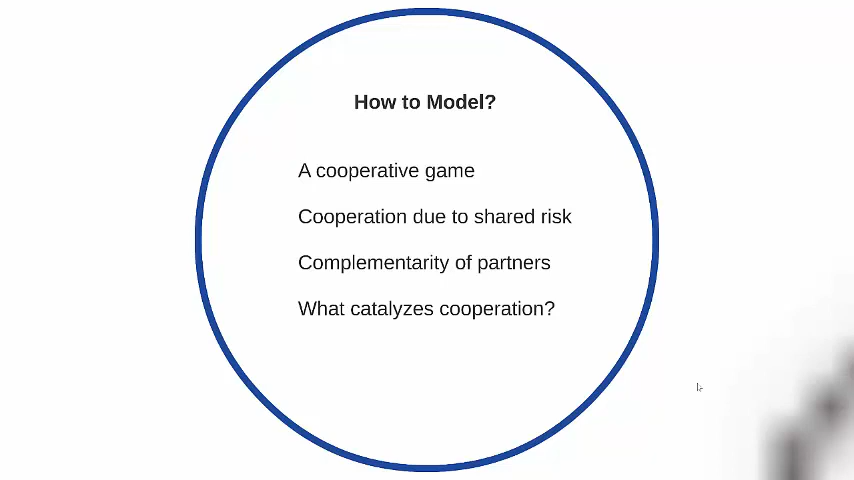 How to Model?
A cooperative game
Cooperation due to shared risk
Complementarity of partners
What catalyzes cooperation?